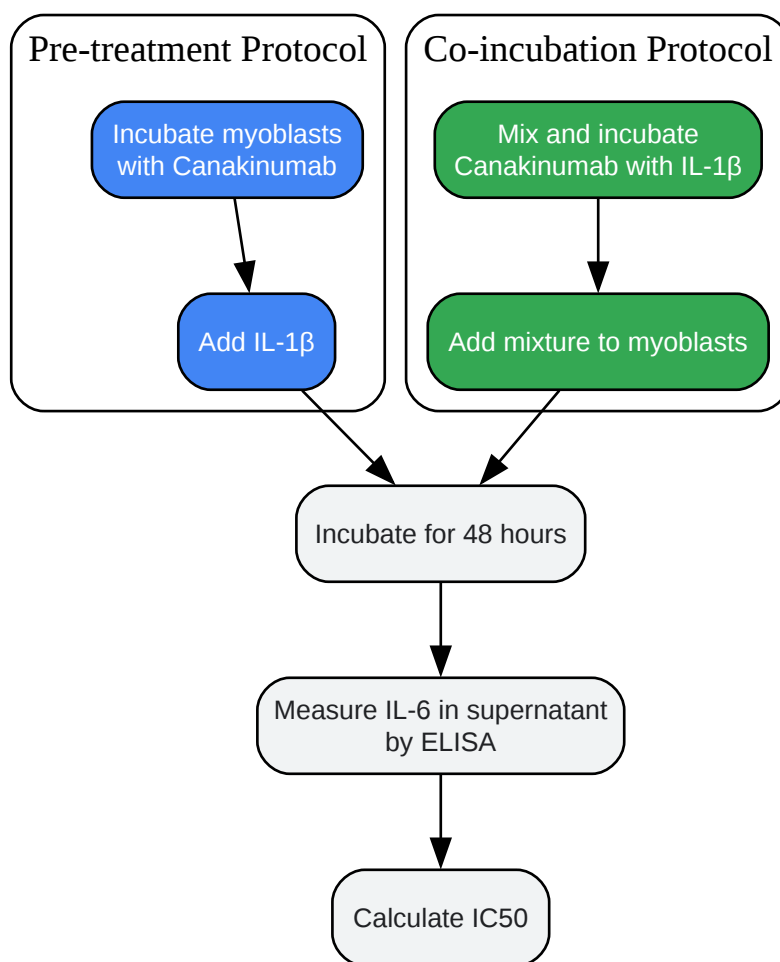 Pre-treatment Protocol
Incubate myoblasts
with Canakinumab
Add IL-1β
Co-incubation Protocol
Mix and incubate
Canakinumab with IL-1β
Add mixture to myoblasts
Incubate for 48 hours
Measure IL-6 in supernatant
by ELISA
Calculate IC50